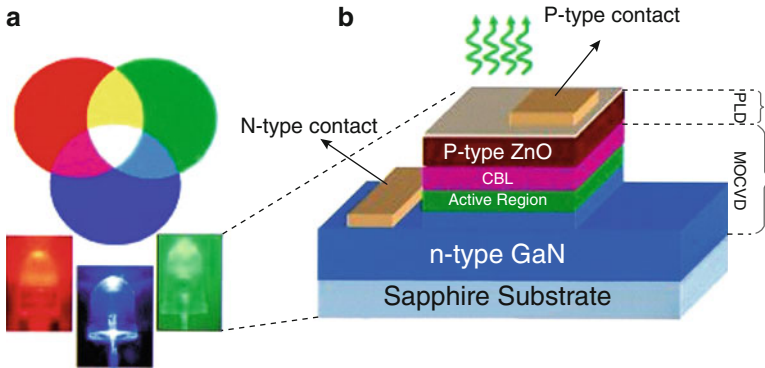 a
b
P-type contact
N-type contact
PLD
MOCVD
P-type ZnO
CBL
Active Region
n-type GaN
Sapphire Substrate